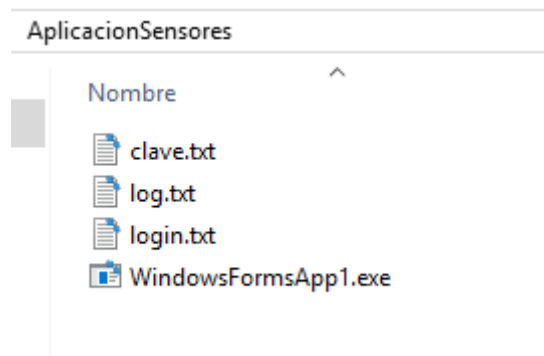 AplicacionSensores
Nombre
clave.txt
log.txt
login.txt
WindowsFormsApp1.exe